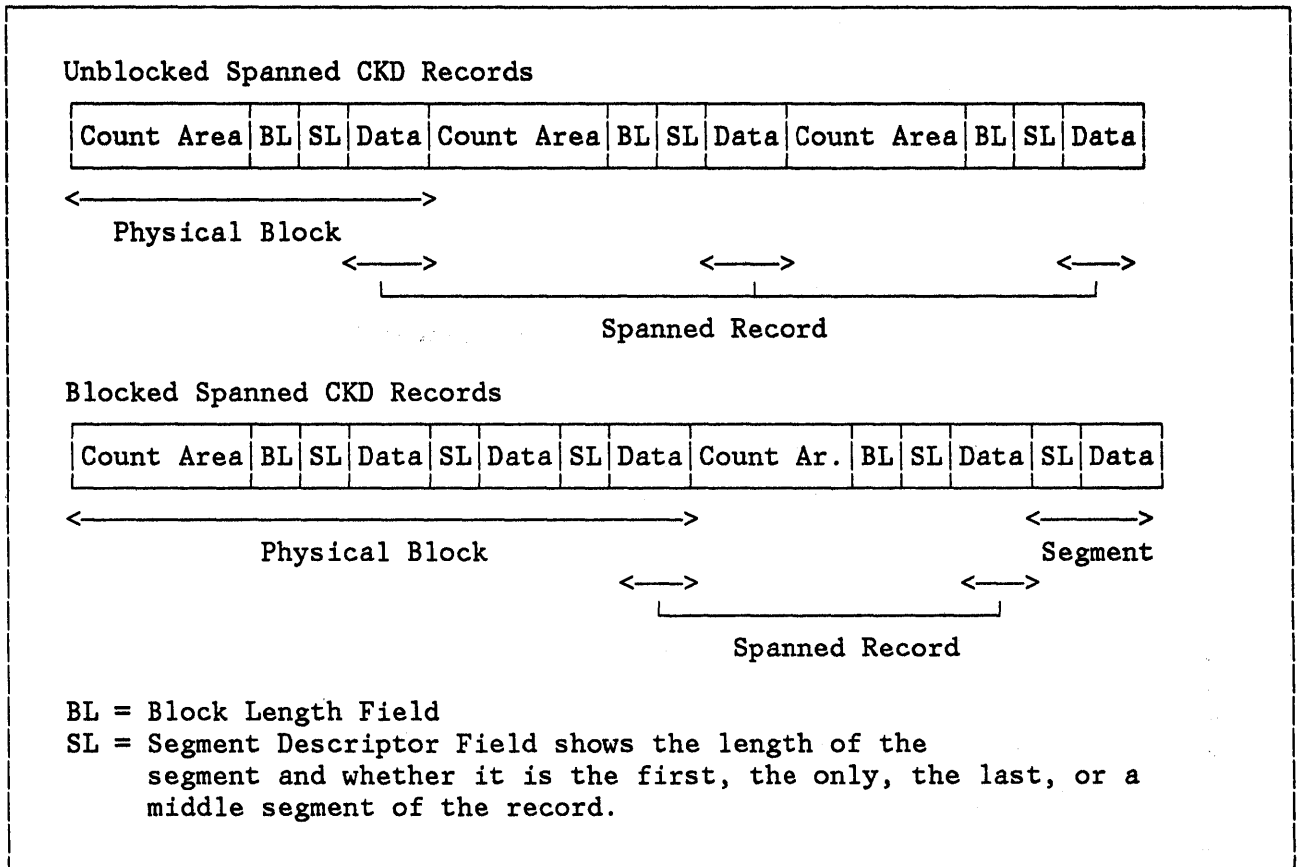 Unblocked Spanned CKD Records
Count Area BL SL Data Count Area BL SL Data Count Area BL SL Data
Physical Block
Spanned Record
Blocked Spanned CKD Records
Count Area BL SL Data SL Data SL Data Count Ar. BL SL Data SL Data
Physical Block Segment
Spanned Record
BL = Block Length Field
SL = Segment Descriptor Field shows the length of the
segment and whether it is the first, the only, the last, or a
middle segment of the record.